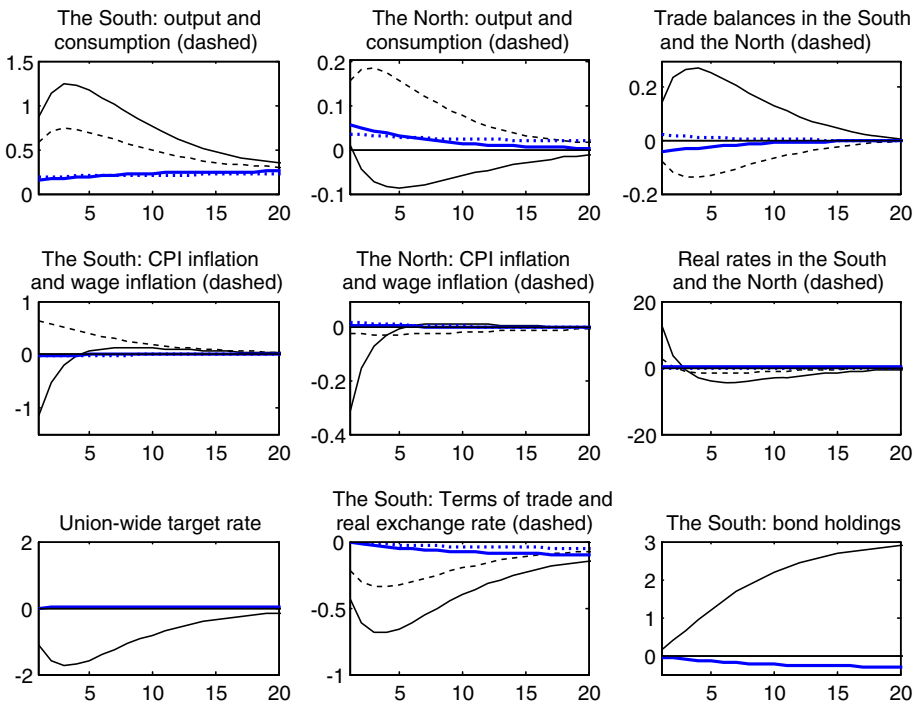 The South: output and
consumption (dashed)
1.5
1
0.5
0
5 10 15 20
The North: output and
consumption (dashed)
0.2
0.1
0
-0.1
5 10 15 20
Trade balances in the South
and the North (dashed)
0.2
0
-0.2
5 10 15 20
The South: CPI inflation
and wage inflation (dashed)
1
0
-1
5 10 15 20
The North: CPI inflation
and wage inflation (dashed)
0
-0.2
-0.4
5 10 15 20
Real rates in the South
and the North (dashed)
20
0
-20
5 10 15 20
Union-wide target rate
2
0
-2
5 10 15 20
The South: Terms of trade and
real exchange rate (dashed)
0
-0.5
-1
5 10 15 20
The South: bond holdings
3
2
1
0
5 10 15 20